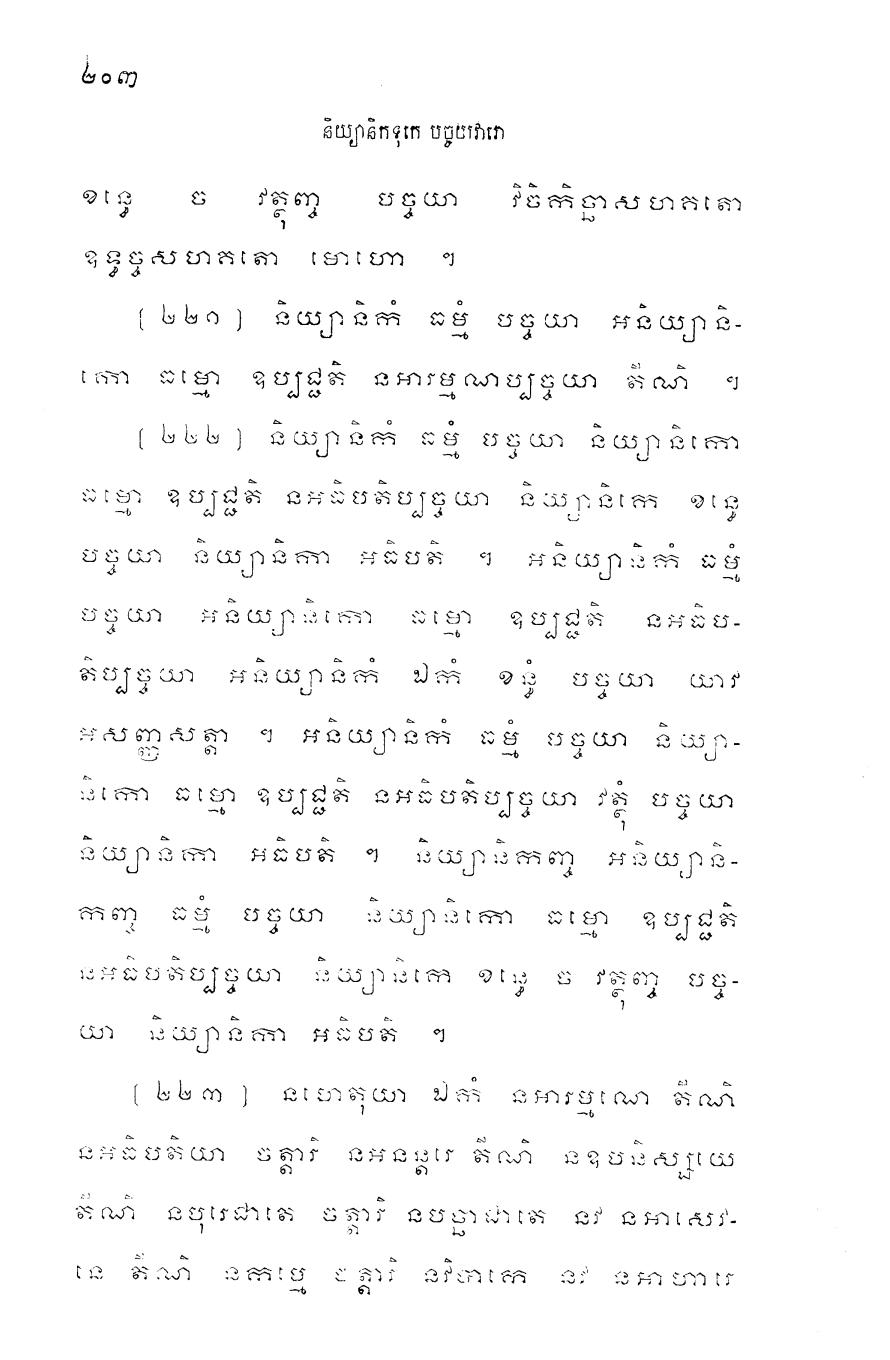 ២០៣
និយ្យានិកទុកេ បច្ចយវារោ
ខន្ធេ ច វត្ថុញ្ច បច្ចយា វិចិកិច្ឆាសហគតោ
ឧទ្ធច្ចសហគតោ មោហោ ។
[ ២២១ ] និយ្យានិកំ ធម្មំ បច្ចយា អនិយ្យានិ-
កោ ធម្មោ ឧប្បជ្ជតិ នអារម្មណប្បច្ចយា តីណិ ។
[ ២២២ ] និយ្យានិកំ ធម្មំ បច្ចយា និយ្យានិកោ
ធម្មោ ឧប្បជ្ជតិ នអធិបតិប្បច្ចយា និយ្យានិកេ ខន្ធេ
បច្ចយា និយ្យានិកា អធិបតិ ។ អនិយ្យានិកំ ធម្មំ
បច្ចយា អនិយ្យានិកោ ធម្មោ ឧប្បជ្ជតិ នអធិប-
តិប្បច្ចយា អនិយ្យានិកំ ឯកំ ខន្ធំ បច្ចយា យាវ
អសញ្ញសត្តា ។ អនិយ្យានិកំ ធម្មំ បច្ចយា និយ្យា-
និកោ ធម្មោ ឧប្បជ្ជតិ នអធិបតិប្បច្ចយា វត្ថុំ បច្ចយា
និយ្យានិកា អធិបតិ ។ និយ្យានិកញ្ច អនិយ្យានិ-
កញ្ច ធម្មំ បច្ចយា និយ្យានិកោ ធម្មោ ឧប្បជ្ជតិ
នអធិបតិប្បច្ចយា និយ្យានិកេ ខន្ធេ ច វត្ថុញ្ច បច្ច-
យា និយ្យានិកា អធិបតិ ។
[ ២២៣ ] នហេតុយា ឯកំ នអារម្មណេ តីណិ
នអធិបតិយា ចត្តារិ នអនន្តរេ តីណិ នឧបនិស្សយេ
តីណិ នបុរេជាតេ ចត្តារិ នបច្ឆាជាតេ នវ នអាសេវ-
នេ តីណិ នកម្មេ ចត្តារិ នវិបាកេ នវ នអាហារេ